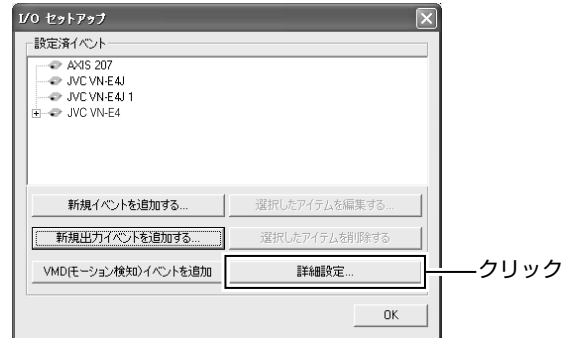 I/O セットアップ
設定済イベント
AXIS 207
JVC VN-E4J
JVC VN-E4J 1
JVC VN-E4
新規イベントを追加する...
選択したアイテムを編集する...
新規出力イベントを追加する...
選択したアイテムを削除する
VMD(モーション検知)イベントを追加
詳細設定...
クリック
OK